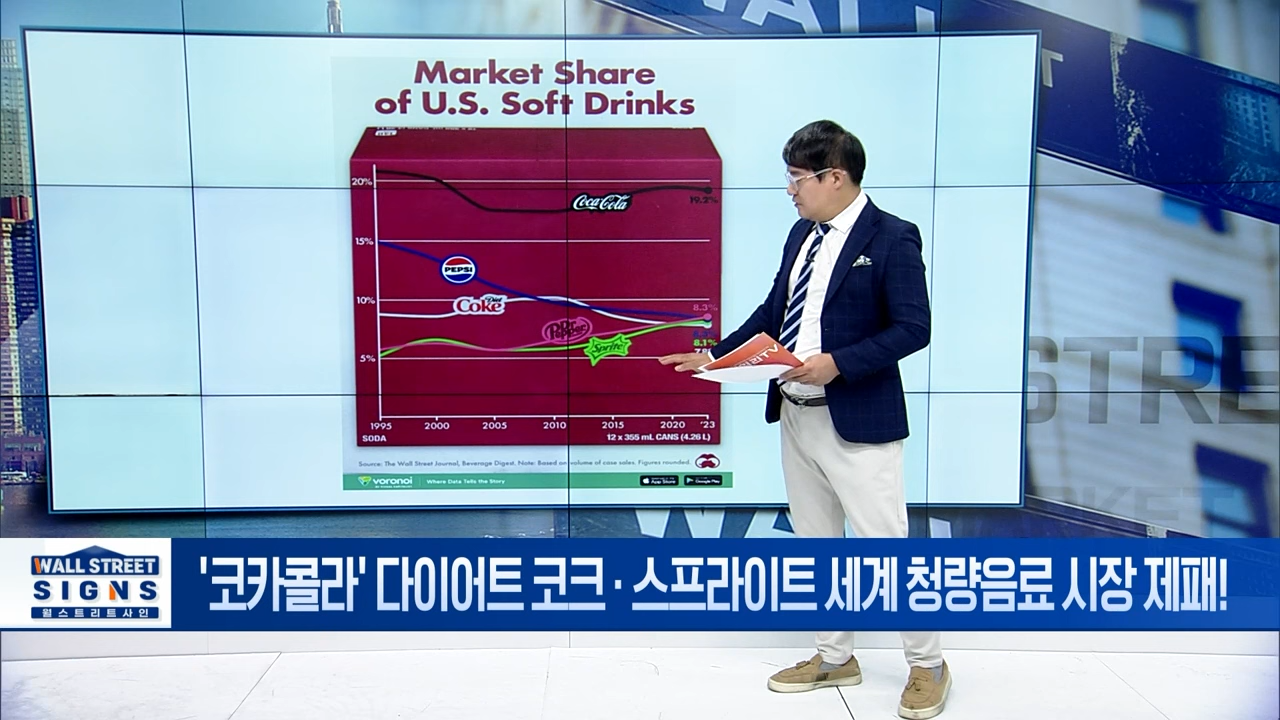 Market Share
of U.S. Soft Drinks
20%
15%
10%
5%
Coca-Cola
19.2%
PEPSI
Diet
Coke
Dr Pepper
Sprite
8.3%
8.1%
1995 2000 2005 2010 2015 2020 '23
SODA
12 x 355 mL CANS (4.26 L)
Source: The Wall Street Journal, Beverage Digest. Note: Based on volume of case sales. Figures rounded.
voronoi
Where Data Tells the Story
App Store
Google Play
TV
WALL
STRE
MARKET
WALL STREET
SIGNS
월스트리트사인
'코카콜라' 다이어트 코크·스프라이트 세계 청량음료 시장 제패!